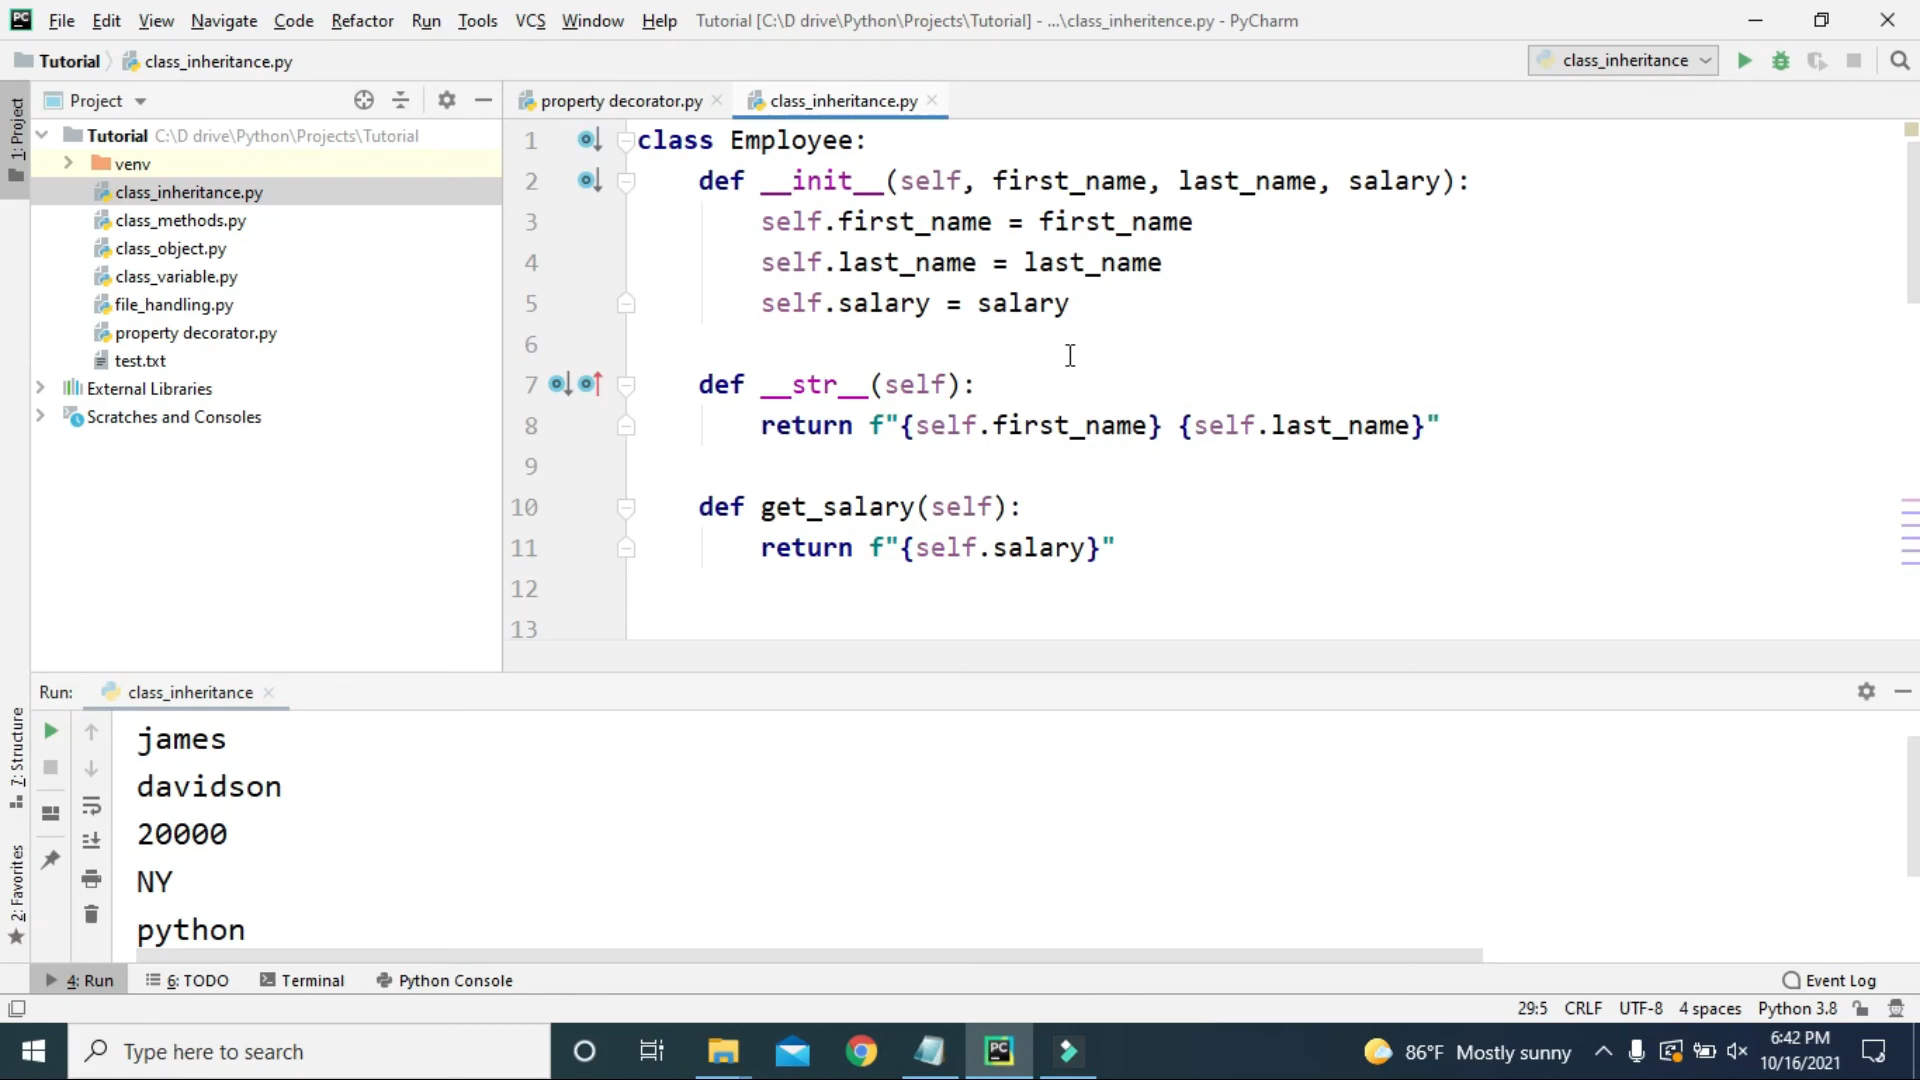 PC File Edit View Navigate Code Refactor Run Tools VCS Window Help Tutorial [C:\D drive\Python\Projects\Tutorial] - ...\class_inheritence.py - PyCharm
Tutorial class_inheritance.py class_inheritance
1: Project
Project
property decorator.py class_inheritance.py
Tutorial C:\D drive\Python\Projects\Tutorial
venv
class_inheritance.py
class_methods.py
class_object.py
class_variable.py
file_handling.py
property decorator.py
test.txt
External Libraries
Scratches and Consoles
1 class Employee:
2 def __init__(self, first_name, last_name, salary):
3 self.first_name = first_name
4 self.last_name = last_name
5 self.salary = salary
6
7 def __str__(self):
8 return f"{self.first_name} {self.last_name}"
9
10 def get_salary(self):
11 return f"{self.salary}"
12
13
Run: class_inheritance
7: Structure
2: Favorites
james
davidson
20000
NY
python
4: Run 6: TODO Terminal Python Console Event Log
29:5 CRLF UTF-8 4 spaces Python 3.8
Type here to search PC 86°F Mostly sunny 6:42 PM
10/16/2021